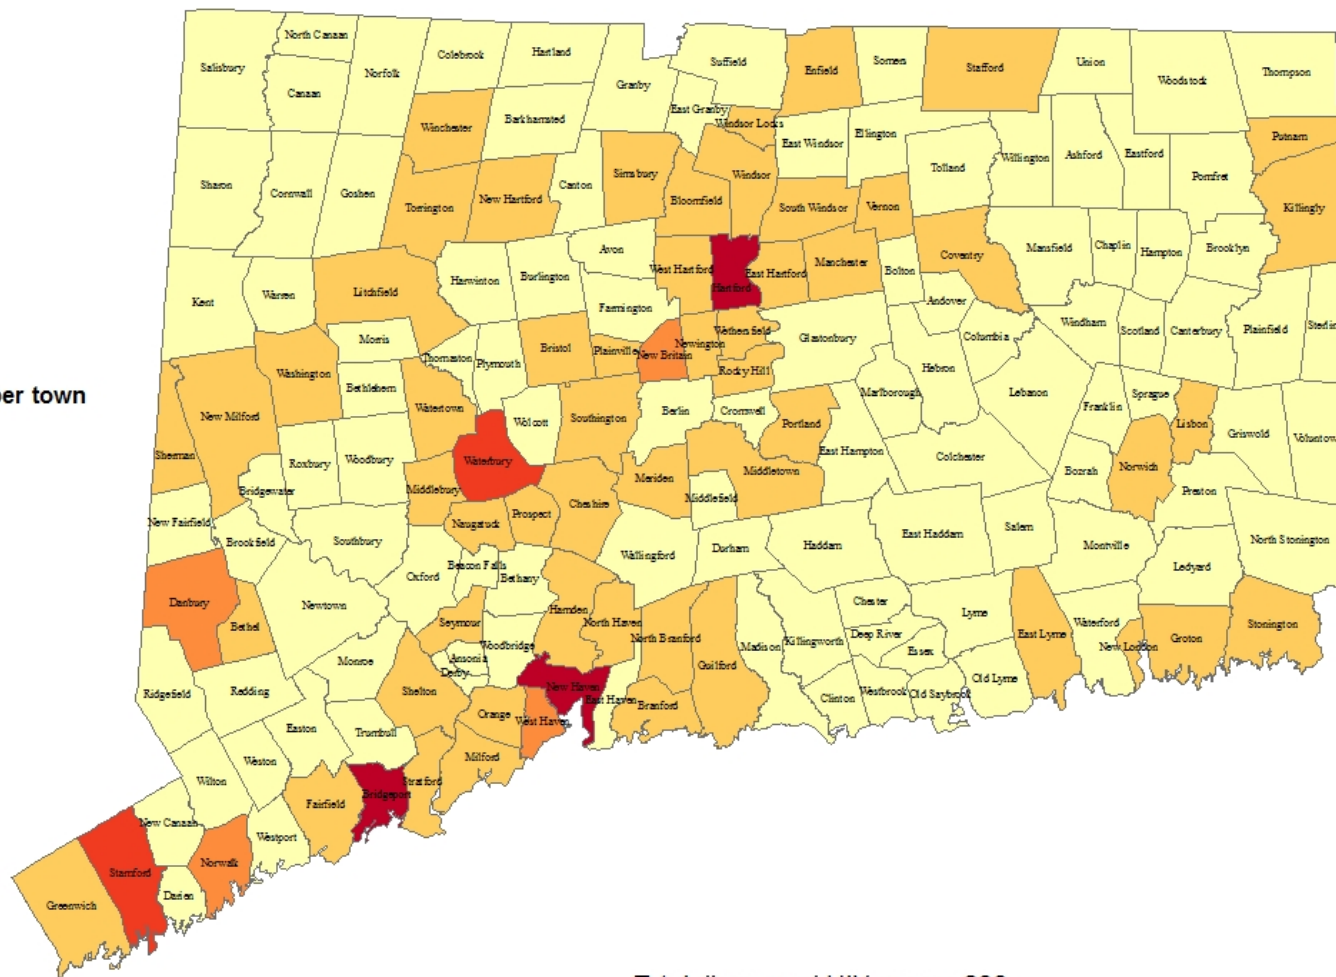 North Canaan
Colebrook
Hartland
Salisbury
Norfolk
Canaan
Granby
Suffield
Enfield
Somers
Stafford
Union
Woodstock
Thompson
East Granby
Windsor Locks
Winchester
Barkhamsted
East Windsor
Ellington
Putnam
Tolland
Willington
Ashford
Eastford
Pomfret
Sharon
Cornwall
Goshen
Canton
Simsbury
Windsor
Torrington
New Hartford
Bloomfield
South Windsor
Vernon
Killingly
Avon
Mansfield
Chaplin
Hampton
Brooklyn
Coventry
West Hartford
East Hartford
Manchester
Bolton
Harwinton
Burlington
Hartford
Kent
Warren
Litchfield
Farmington
Andover
Windham
Scotland
Canterbury
Plainfield
Sterlin
Morris
Thomaston
Plymouth
Bristol
Plainville
New Britain
Newington
Wethersfield
Glastonbury
Columbia
Hebron
Rocky Hill
Washington
Bethlehem
Marlborough
Lebanon
er town
New Milford
Watertown
Wolcott
Southington
Berlin
Cromwell
Portland
Franklin
Sprague
Lisbon
Griswold
Voluntow
Sherman
Roxbury
Woodbury
Waterbury
East Hampton
Colchester
Bozrah
Norwich
Preston
Bridgewater
Middlebury
Meriden
Middletown
Middlefield
Cheshire
Prospect
Naugatuck
New Fairfield
Brookfield
Southbury
Wallingford
Durham
Haddam
East Haddam
Salem
Montville
North Stonington
Ledyard
Oxford
Beacon Falls
Bethany
Danbury
Newtown
Bethel
Seymour
Hamden
North Haven
North Branford
Guilford
Madison
Killingworth
Chester
Deep River
Essex
Lyme
East Lyme
Waterford
New London
Groton
Stonington
Woodbridge
Ansonia
Derby
Monroe
Ridgefield
Redding
Shelton
New Haven
East Haven
Branford
Clinton
Westbrook
Old Saybrook
Old Lyme
Orange
West Haven
Easton
Trumbull
Milford
Weston
Wilton
Stratford
Bridgeport
Fairfield
New Canaan
Westport
Norwalk
Stamford
Darien
Greenwich